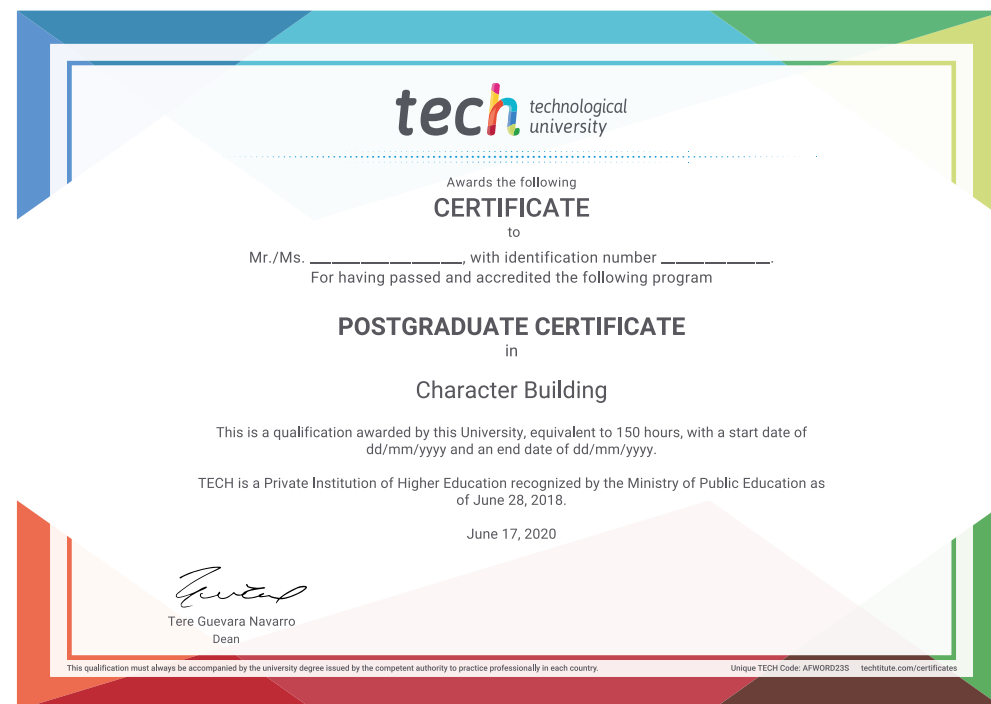 tech technological
university
Awards the following
CERTIFICATE
to
Mr./Ms. ____________________, with identification number ______________.
For having passed and accredited the following program
POSTGRADUATE CERTIFICATE
in
Character Building
This is a qualification awarded by this University, equivalent to 150 hours, with a start date of
dd/mm/yyyy and an end date of dd/mm/yyyy.
TECH is a Private Institution of Higher Education recognized by the Ministry of Public Education as
of June 28, 2018.
June 17, 2020
Tere Guevara Navarro
Dean
This qualification must always be accompanied by the university degree issued by the competent authority to practice professionally in each country.
Unique TECH Code: AFWORD23S techtitute.com/certificates